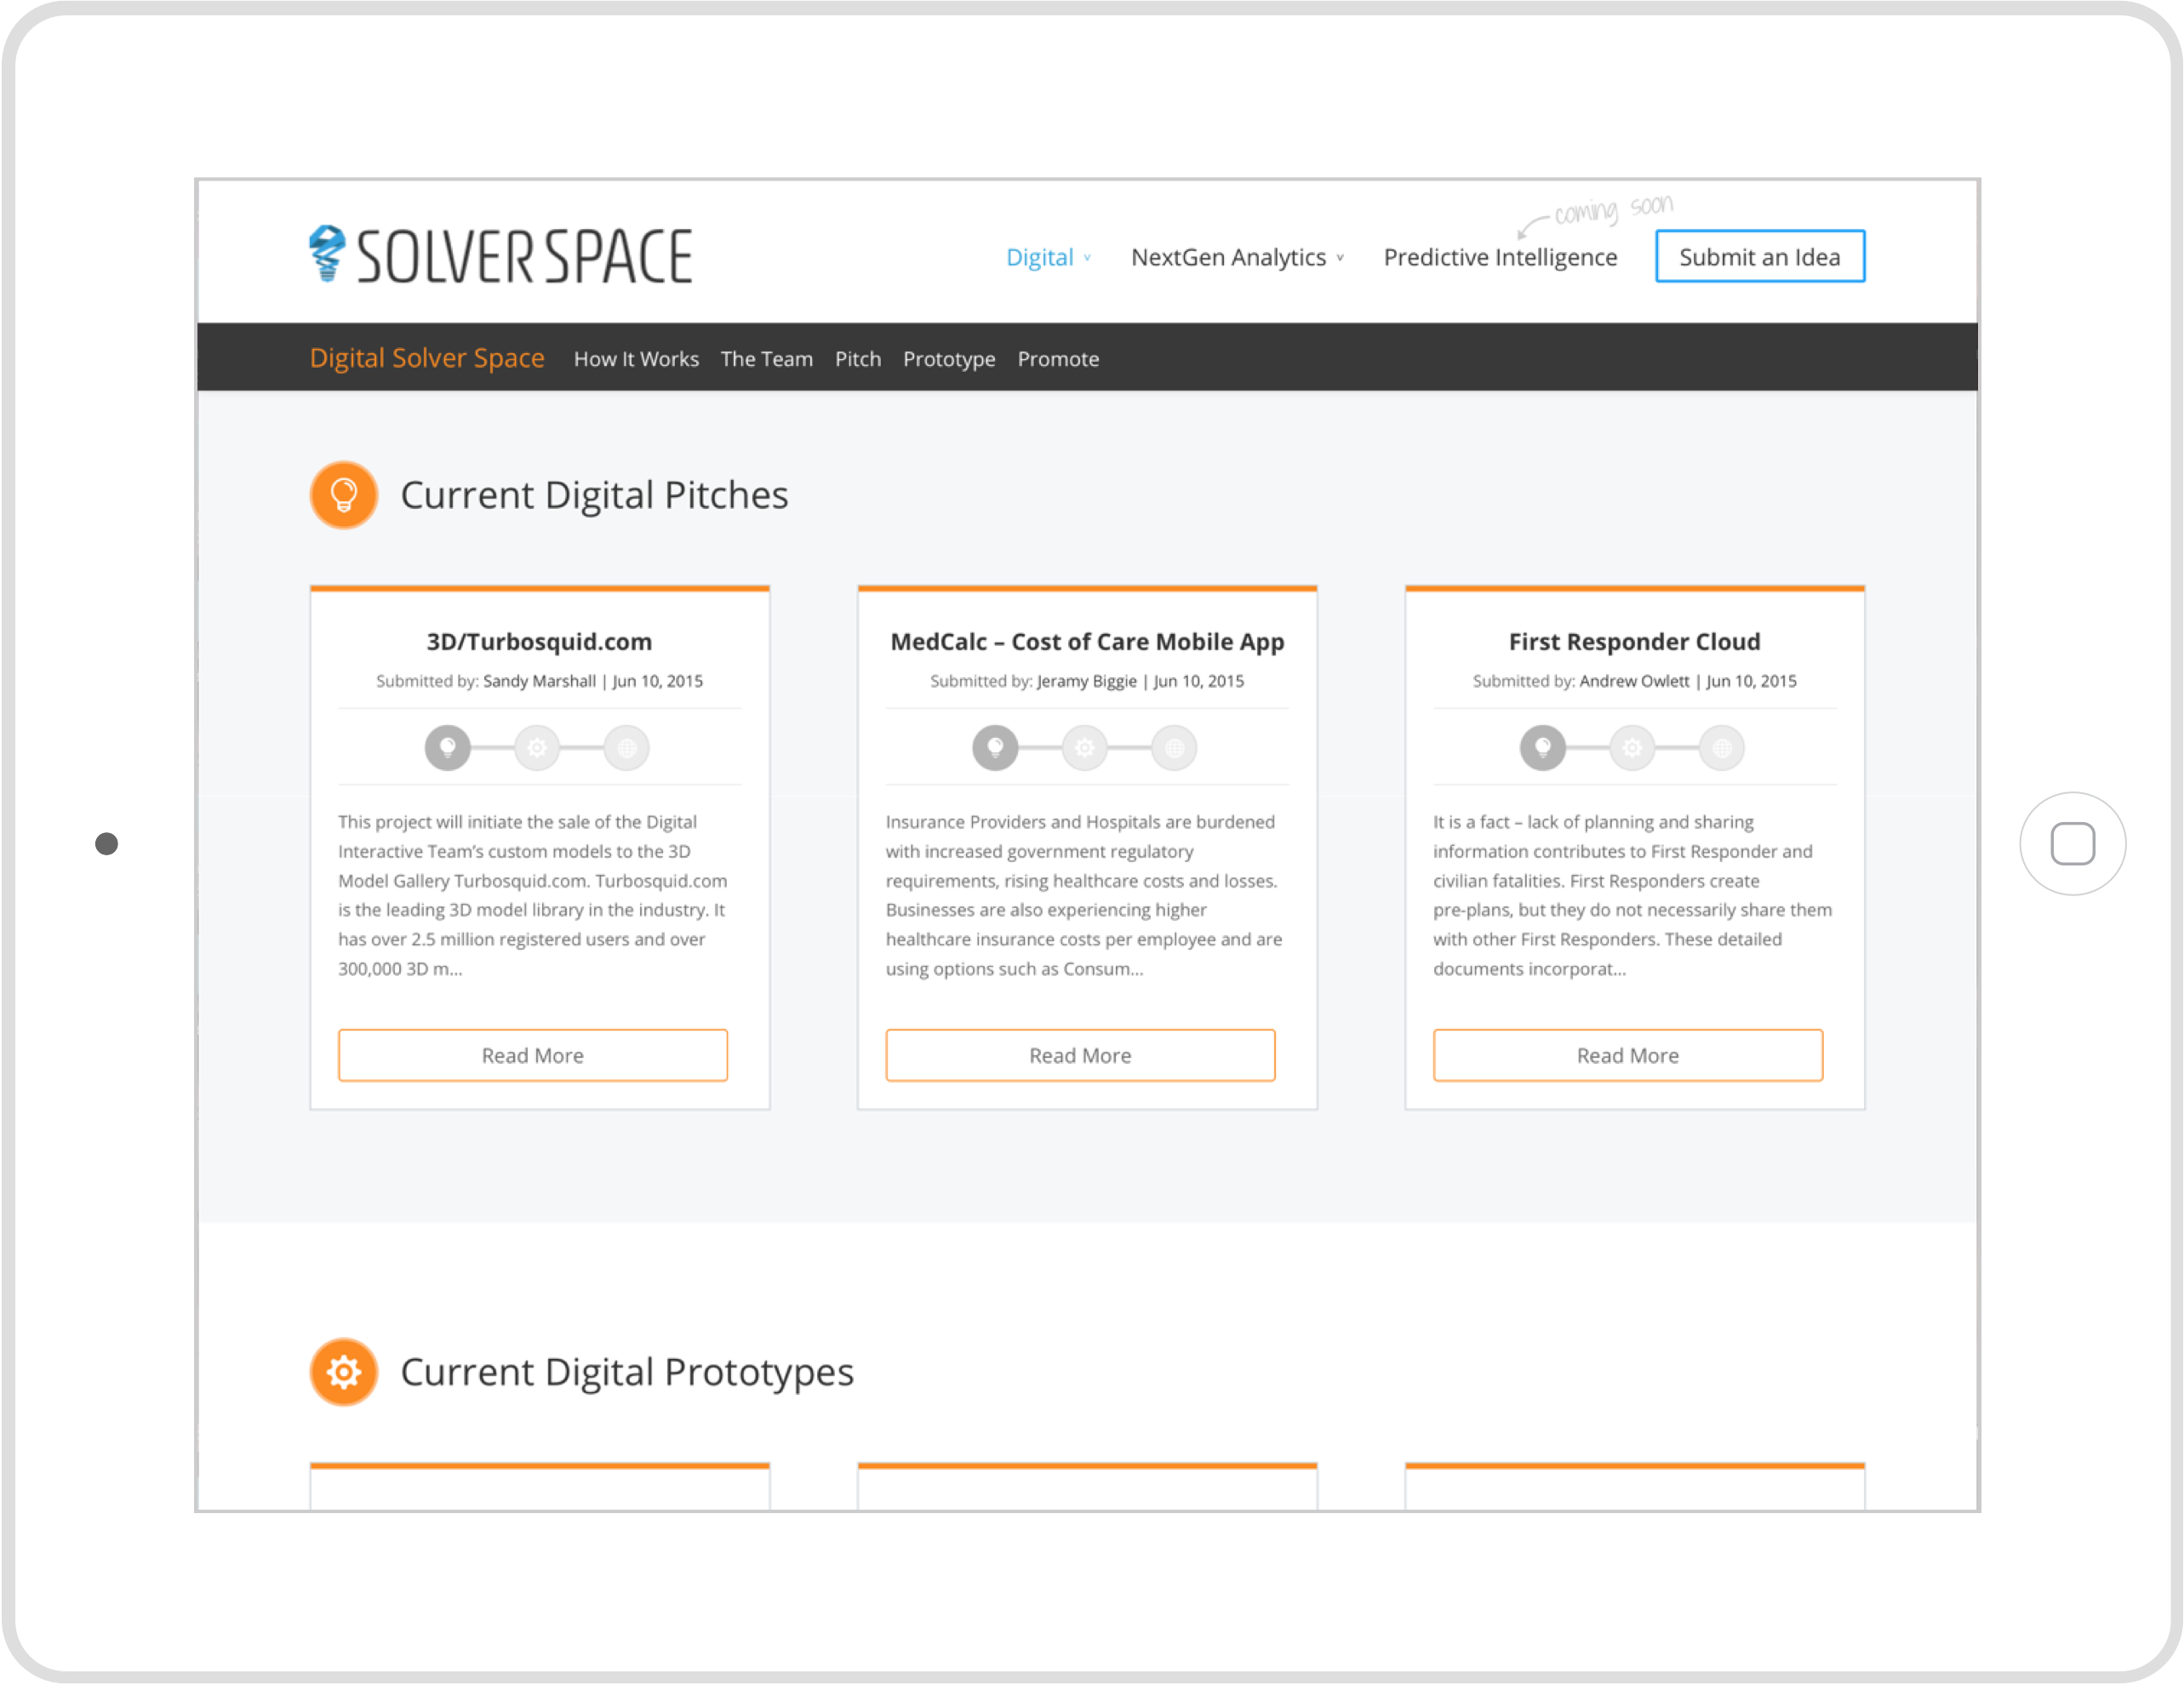 coming soon
SOLVER SPACE
Digital ˅ NextGen Analytics ˅ Predictive Intelligence Submit an Idea
Digital Solver Space How It Works The Team Pitch Prototype Promote
Current Digital Pitches
3D/Turbosquid.com
Submitted by: Sandy Marshall | Jun 10, 2015
This project will initiate the sale of the Digital
Interactive Team’s custom models to the 3D
Model Gallery Turbosquid.com. Turbosquid.com
is the leading 3D model library in the industry. It
has over 2.5 million registered users and over
300,000 3D m...
Read More
MedCalc – Cost of Care Mobile App
Submitted by: Jeramy Biggie | Jun 10, 2015
Insurance Providers and Hospitals are burdened
with increased government regulatory
requirements, rising healthcare costs and losses.
Businesses are also experiencing higher
healthcare insurance costs per employee and are
using options such as Consum...
Read More
First Responder Cloud
Submitted by: Andrew Owlett | Jun 10, 2015
It is a fact – lack of planning and sharing
information contributes to First Responder and
civilian fatalities. First Responders create
pre-plans, but they do not necessarily share them
with other First Responders. These detailed
documents incorporat...
Read More
Current Digital Prototypes